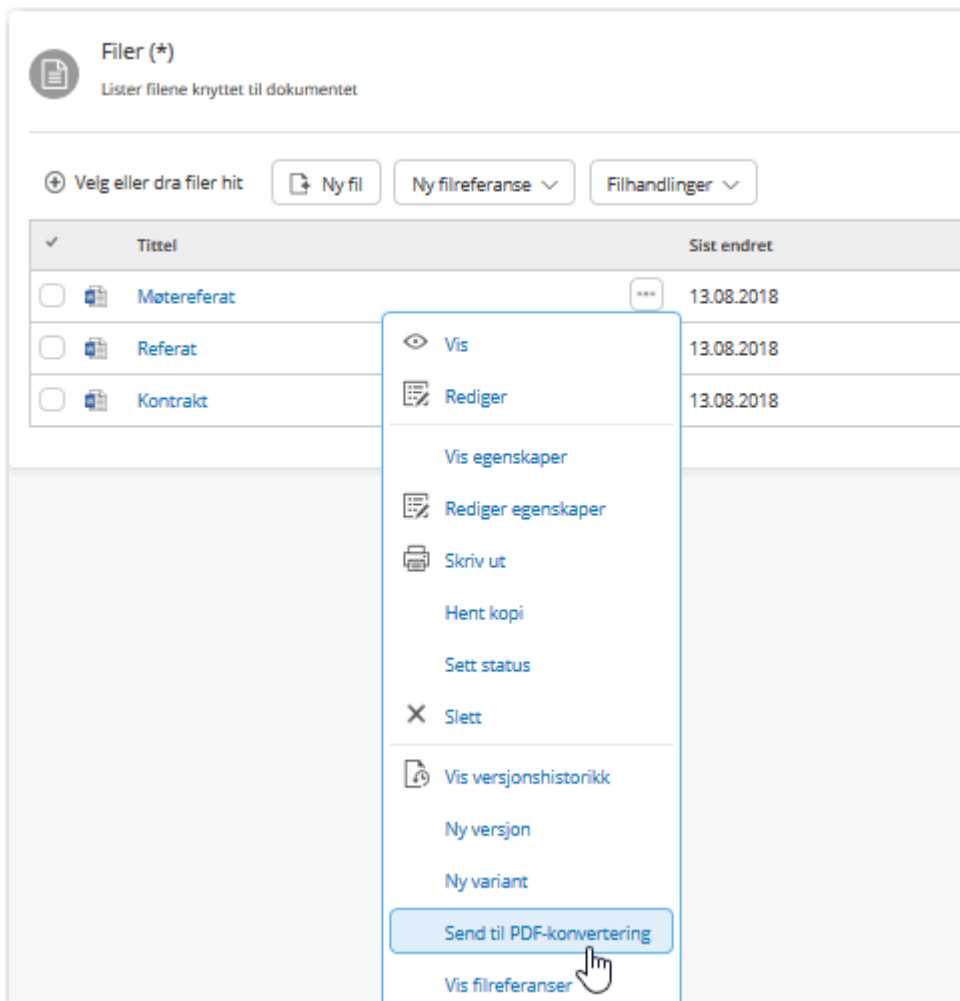 Filer (*)
Lister filene knyttet til dokumentet
Velg eller dra filer hit Ny fil Ny filreferanse Filhandlinger
Tittel Sist endret
Møtereferat 13.08.2018
Referat 13.08.2018
Kontrakt 13.08.2018
Vis
Rediger
Vis egenskaper
Rediger egenskaper
Skriv ut
Hent kopi
Sett status
Slett
Vis versjonshistorikk
Ny versjon
Ny variant
Send til PDF-konvertering
Vis filreferanser